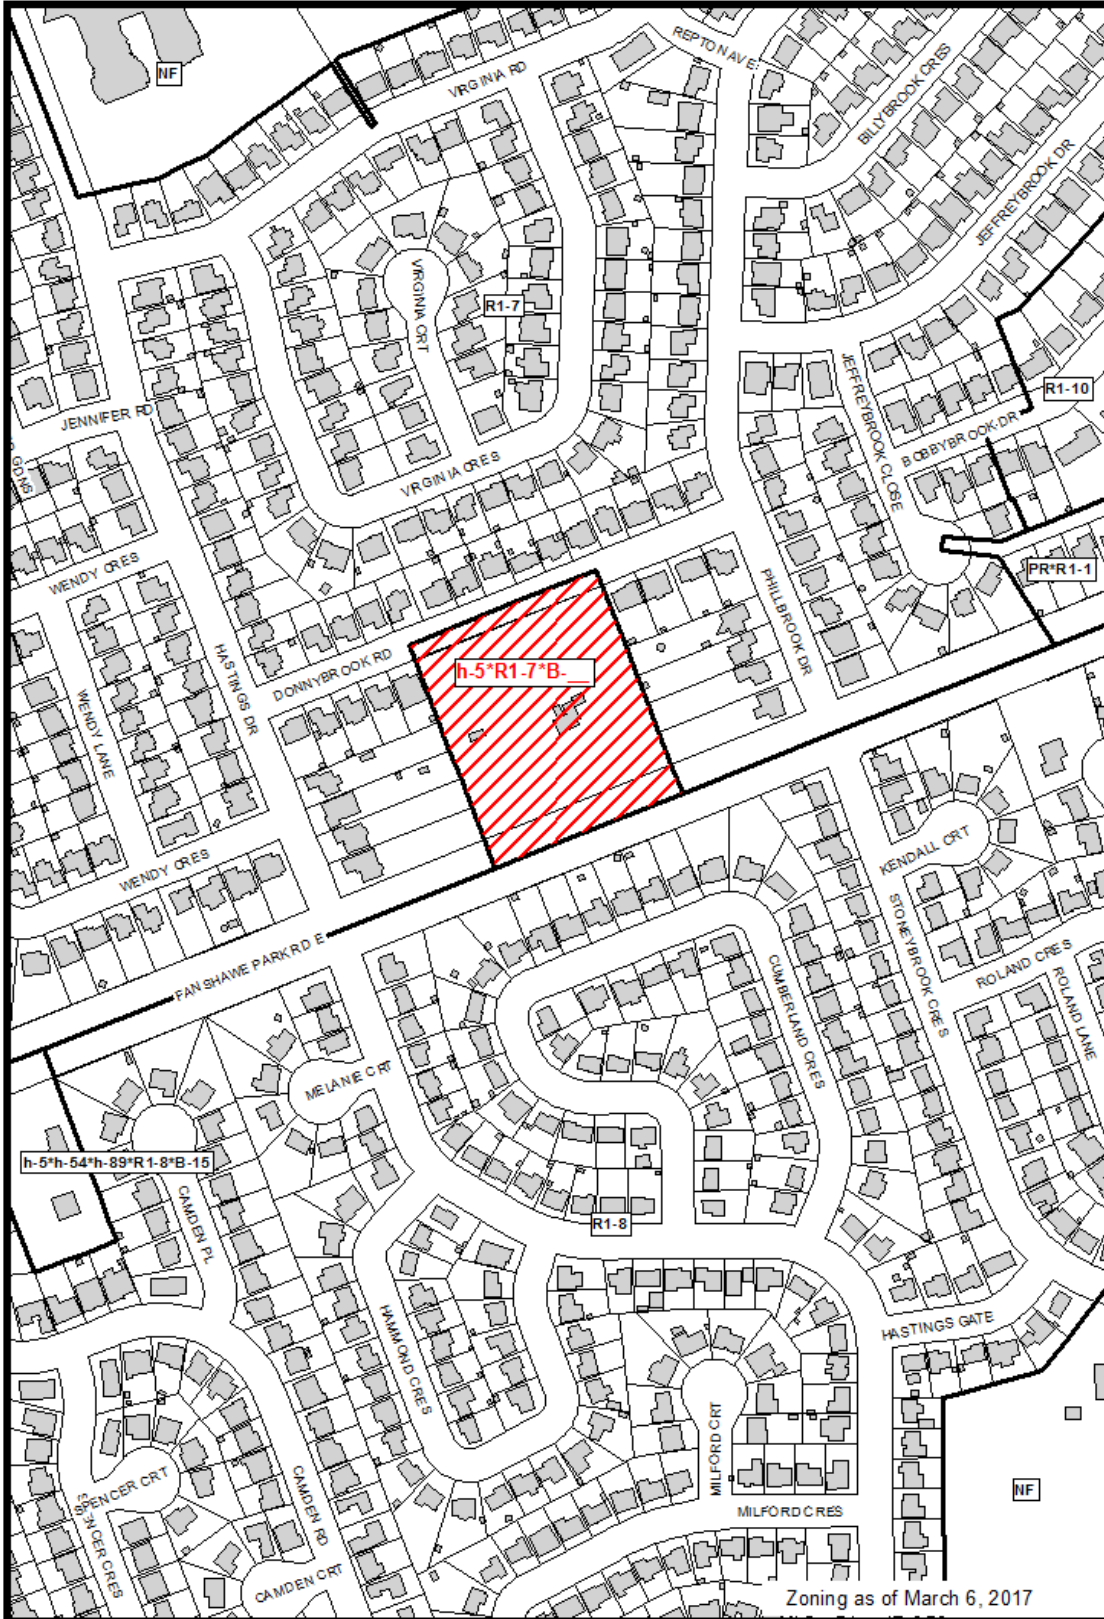 NF
VIRGINIA RD
REPTON AVE
BILLYBROOK CRES
JEFFREYBROOK DR
VIRGINIA CRT
R1-7
JENNIFER RD
GDNS
JEFFREYBROOK CLOSE
R1-10
BOBBYBROOK DR
VIRGINIA CRES
WENDY CRES
PR*R1-1
PHILLBROOK DR
HASTINGS DR
DONNYBROOK RD
h-5*R1-7*B-__
WENDY LANE
WENDY CRES
KENDALL CRT
STONEYBROOK CRES
FANSHAWE PARK RD E
CUMBERLAND CRES
ROLAND CRES
ROLAND LANE
MELANIE CRT
h-5*h-54*h-89*R1-8*B-15
CAMDEN PL
R1-8
HAMMOND CRES
HASTINGS GATE
MILFORD CRT
SPENCER CRT
SPENCER CRES
CAMDEN RD
NF
MILFORD CRES
CAMDEN CRT
Zoning as of March 6, 2017